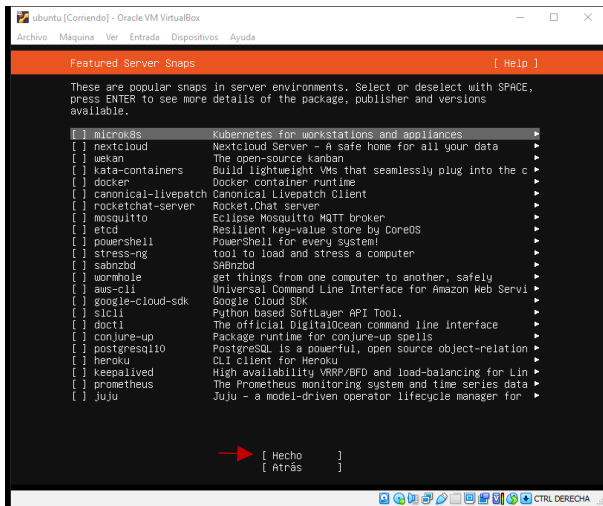 ubuntu [Corriendo] - Oracle VM VirtualBox
Archivo Máquina Ver Entrada Dispositivos Ayuda
Featured Server Snaps [ Help ]
These are popular snaps in server environments. Select or deselect with SPACE,
press ENTER to see more details of the package, publisher and versions
available.
[ ] microk8s Kubernetes for workstations and appliances ►
[ ] nextcloud Nextcloud Server - A safe home for all your data ►
[ ] wekan The open-source kanban ►
[ ] kata-containers Build lightweight VMs that seamlessly plug into the c ►
[ ] docker Docker container runtime ►
[ ] canonical-livepatch Canonical Livepatch Client ►
[ ] rocketchat-server Rocket.Chat server ►
[ ] mosquitto Eclipse Mosquitto MQTT broker ►
[ ] etcd Resilient key-value store by CoreOS ►
[ ] powershell PowerShell for every system! ►
[ ] stress-ng tool to load and stress a computer ►
[ ] sabnzbd SABnzbd ►
[ ] wormhole get things from one computer to another, safely ►
[ ] aws-cli Universal Command Line Interface for Amazon Web Servi ►
[ ] google-cloud-sdk Google Cloud SDK ►
[ ] slcli Python based SoftLayer API Tool. ►
[ ] doctl The official DigitalOcean command line interface ►
[ ] conjure-up Package runtime for conjure-up spells ►
[ ] postgresql10 PostgreSQL is a powerful, open source object-relation ►
[ ] heroku CLI client for Heroku ►
[ ] keepalived High availability VRRP/BFD and load-balancing for Lin ►
[ ] prometheus The Prometheus monitoring system and time series data ►
[ ] juju Juju - a model-driven operator lifecycle manager for ►
[ Hecho ]
[ Atrás ]
CTRL DERECHA